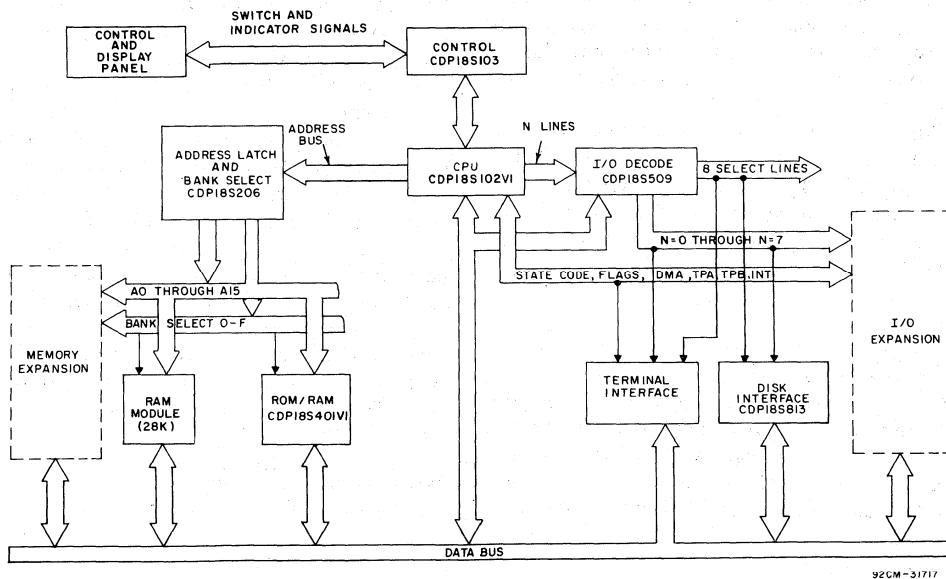 SWITCH AND
INDICATOR SIGNALS
CONTROL
AND
DISPLAY
PANEL
CONTROL
CDP18S103
ADDRESS
BUS
N LINES
ADDRESS LATCH
AND
BANK SELECT
CDP18S206
CPU
CDP18S102V1
I/O DECODE
CDP18S509
8 SELECT LINES
N=0 THROUGH N=7
STATE CODE, FLAGS, DMA, TPA, TPB, INT
A0 THROUGH A15
BANK SELECT 0-F
MEMORY
EXPANSION
I/O
EXPANSION
RAM
MODULE
(28K)
ROM/RAM
CDP18S401V1
TERMINAL
INTERFACE
DISK
INTERFACE
CDP18S813
DATA BUS
92CM-31717